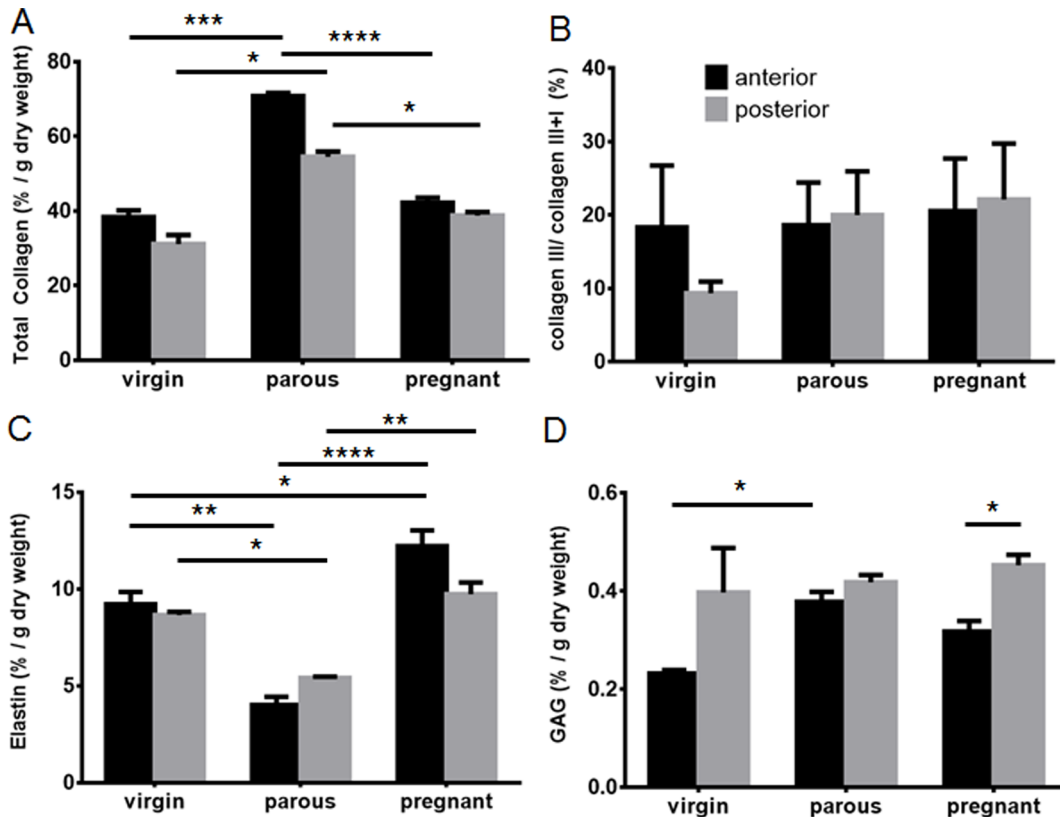 A
***
****
*
*
80
60
40
20
0
Total Collagen (% / g dry weight)
virgin parous pregnant
B
40
30
20
10
0
collagen III/ collagen III+I (%)
anterior
posterior
virgin parous pregnant
C
**
****
*
**
*
15
10
5
0
Elastin (% / g dry weight)
virgin parous pregnant
D
*
*
0.6
0.4
0.2
0.0
GAG (% / g dry weight)
virgin parous pregnant